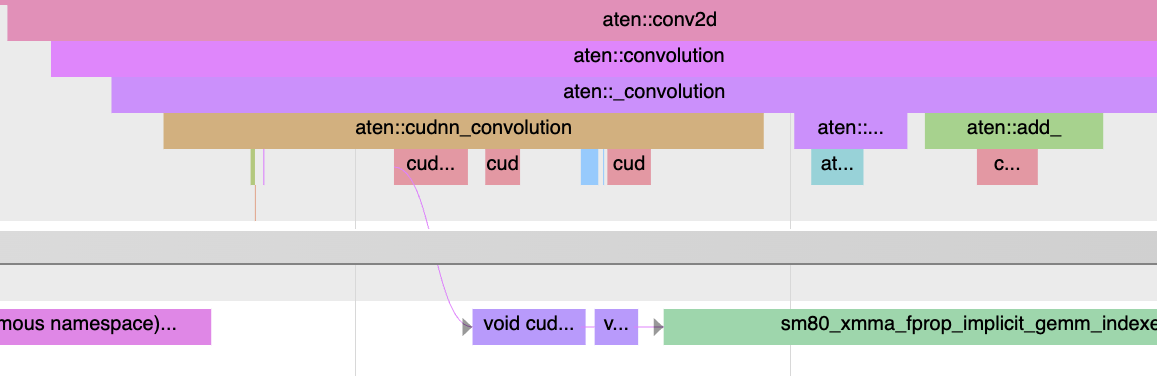 aten::conv2d
aten::convolution
aten::_convolution
aten::cudnn_convolution aten::... aten::add_
cud... cud cud at... c...
mous namespace)... void cud... v... sm80_xmma_fprop_implicit_gemm_indexe